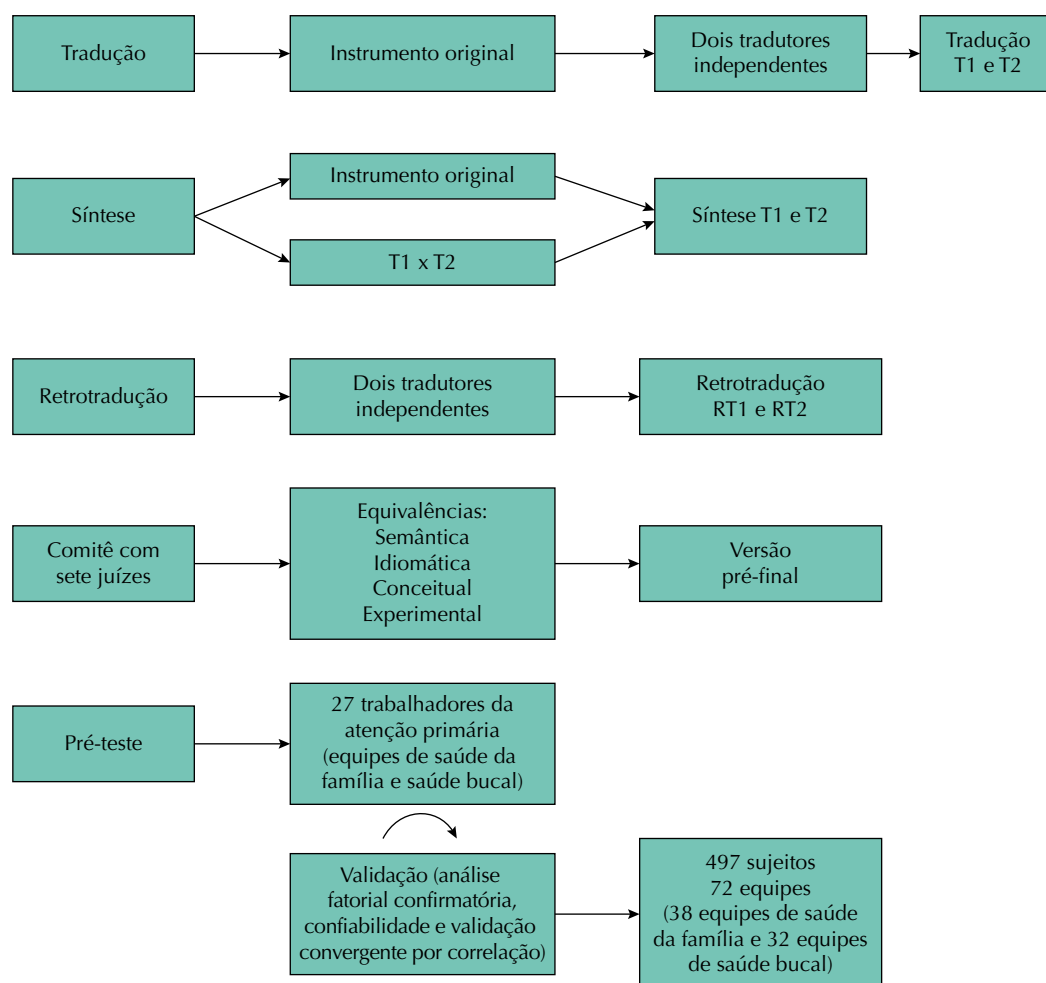 Tradução
Instrumento original
Dois tradutores
independentes
Tradução
T1 e T2
Síntese
Instrumento original
T1 x T2
Síntese T1 e T2
Retrotradução
Dois tradutores
independentes
Retrotradução
RT1 e RT2
Comitê com
sete juízes
Equivalências:
Semântica
Idiomática
Conceitual
Experimental
Versão
pré-final
Pré-teste
27 trabalhadores da
atenção primária
(equipes de saúde da
família e saúde bucal)
Validação (análise
fatorial confirmatória,
confiabilidade e validação
convergente por correlação)
497 sujeitos
72 equipes
(38 equipes de saúde
da família e 32 equipes
de saúde bucal)